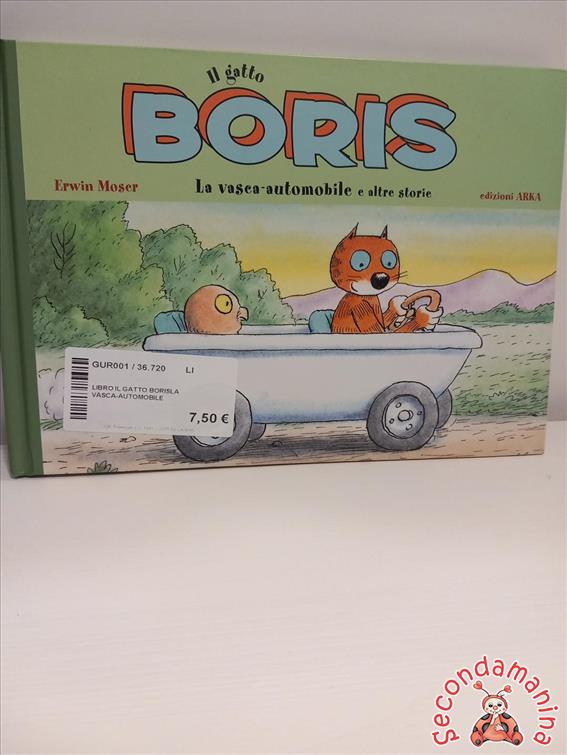 Il gatto
BORIS
Erwin Moser
La vasca-automobile e altre storie
edizioni ARKA
GUR001 / 36.720 LI
LIBRO IL GATTO BORISLA
VASCA-AUTOMOBILE
7,50 €
Secondamanina